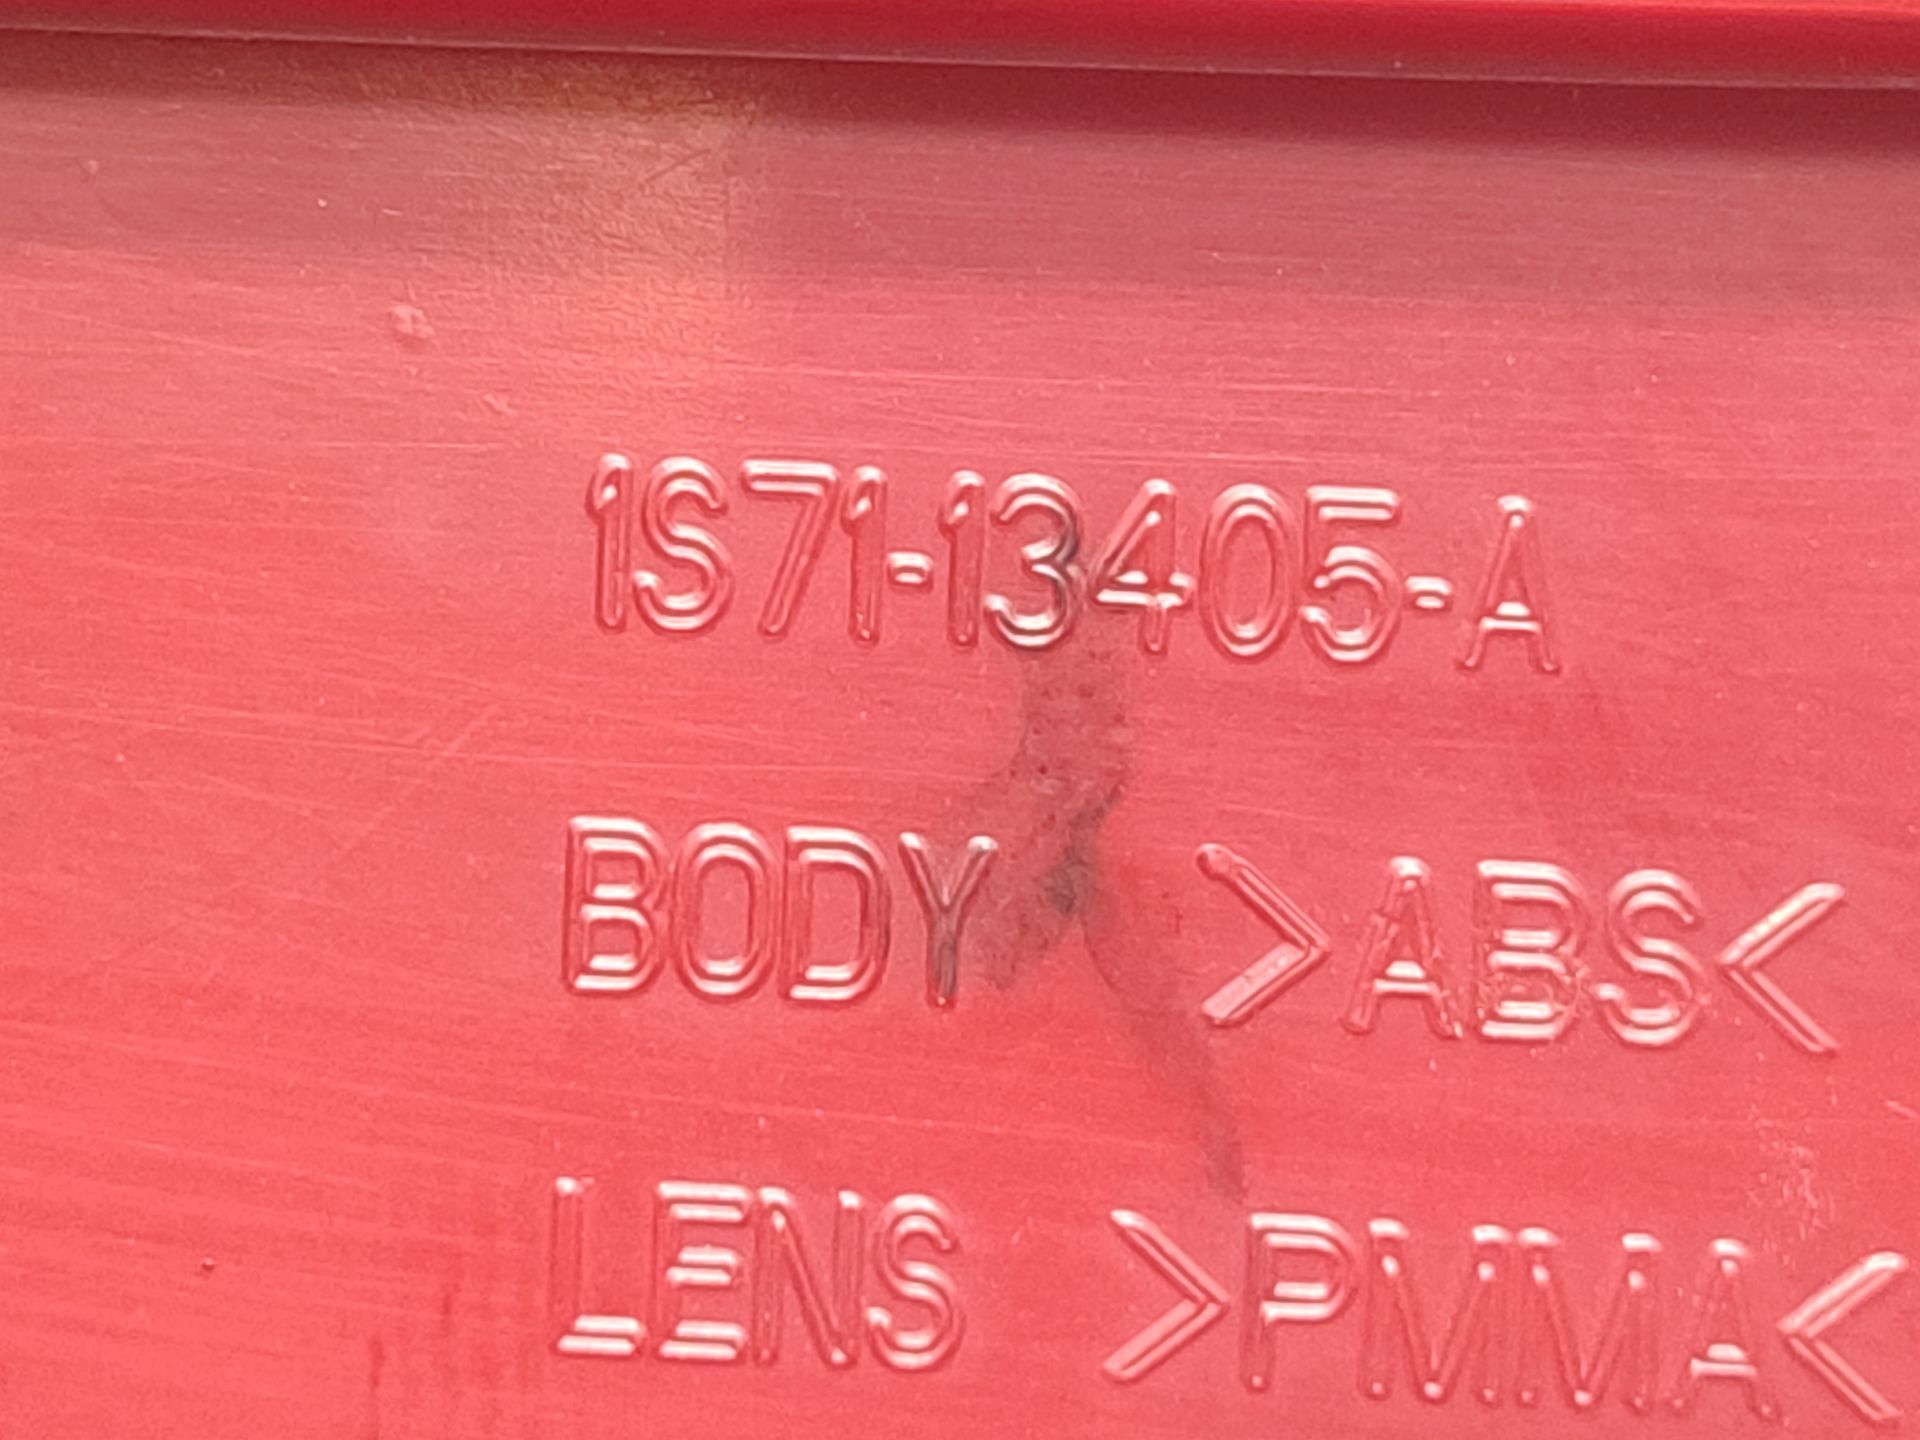 1S71-13405-A
BODY >ABS<
LENS >PMMA<